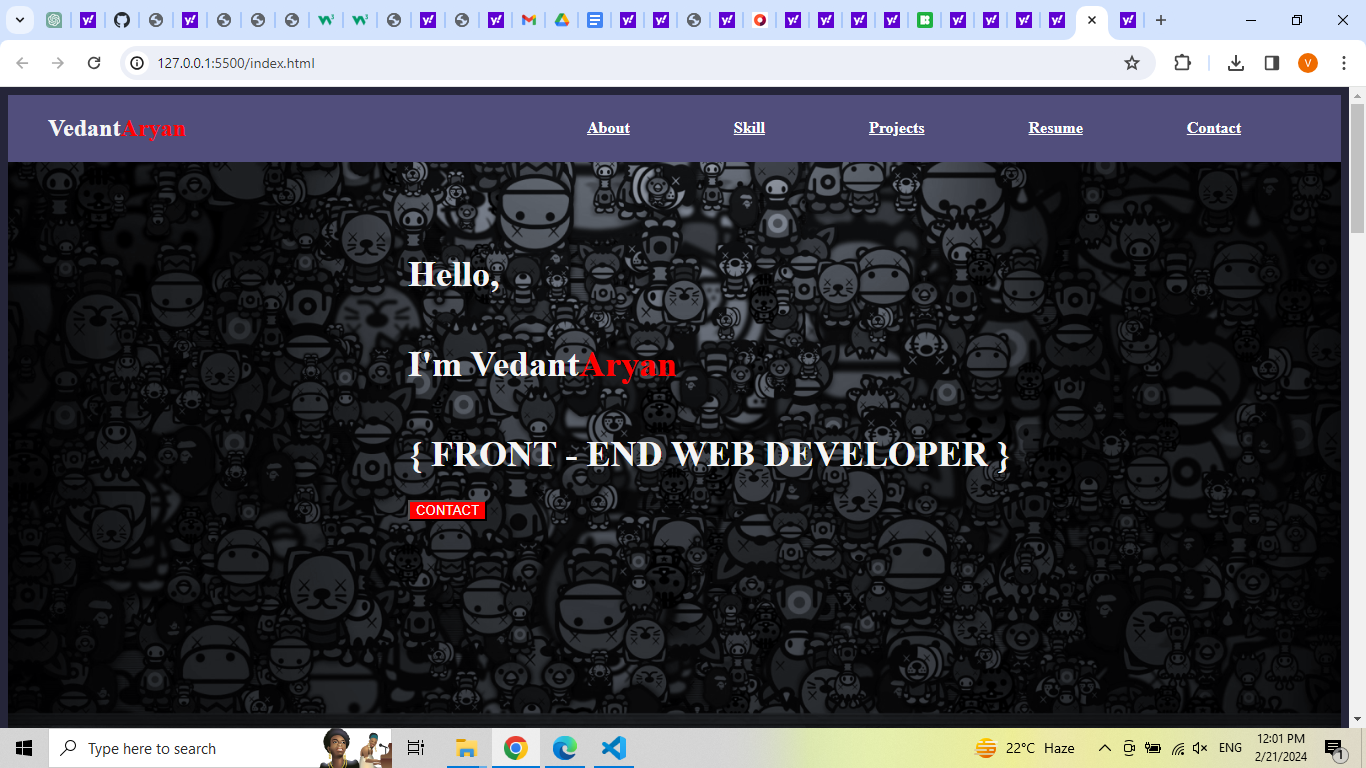 127.0.0.1:5500/index.html
V
VedantAryan
About
Skill
Projects
Resume
Contact
Hello,
I'm VedantAryan
{ FRONT - END WEB DEVELOPER }
CONTACT
Type here to search
22°C Haze
ENG
12:01 PM
2/21/2024
1